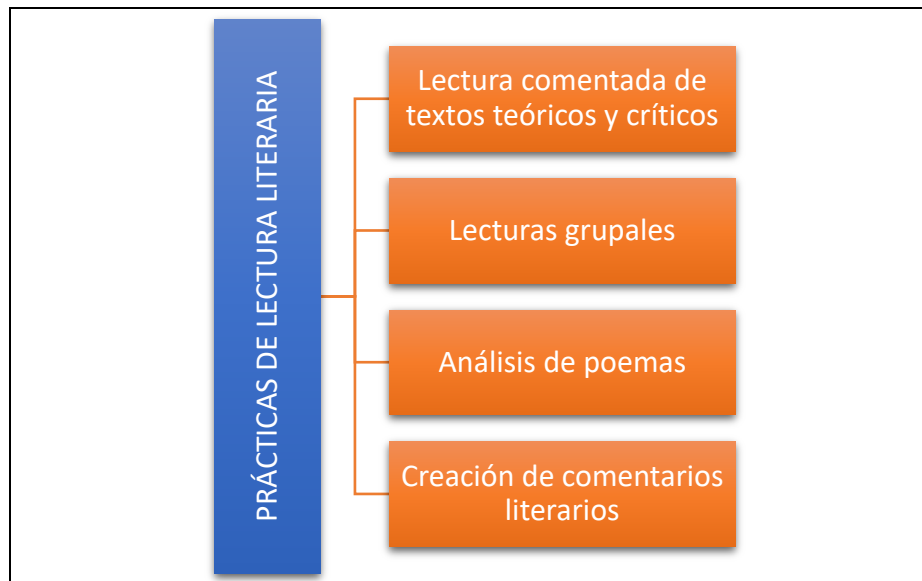 PRÁCTICAS DE LECTURA LITERARIA
Lectura comentada de
textos teóricos y críticos
Lecturas grupales
Análisis de poemas
Creación de comentarios
literarios